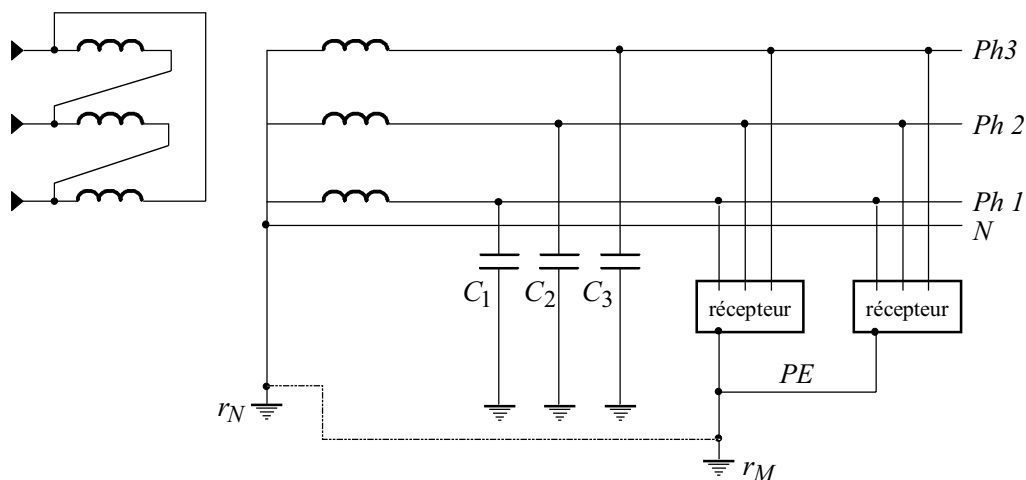 Ph3
Ph 2
Ph 1
N
C1 C2 C3
récepteur récepteur
PE
rN
rM